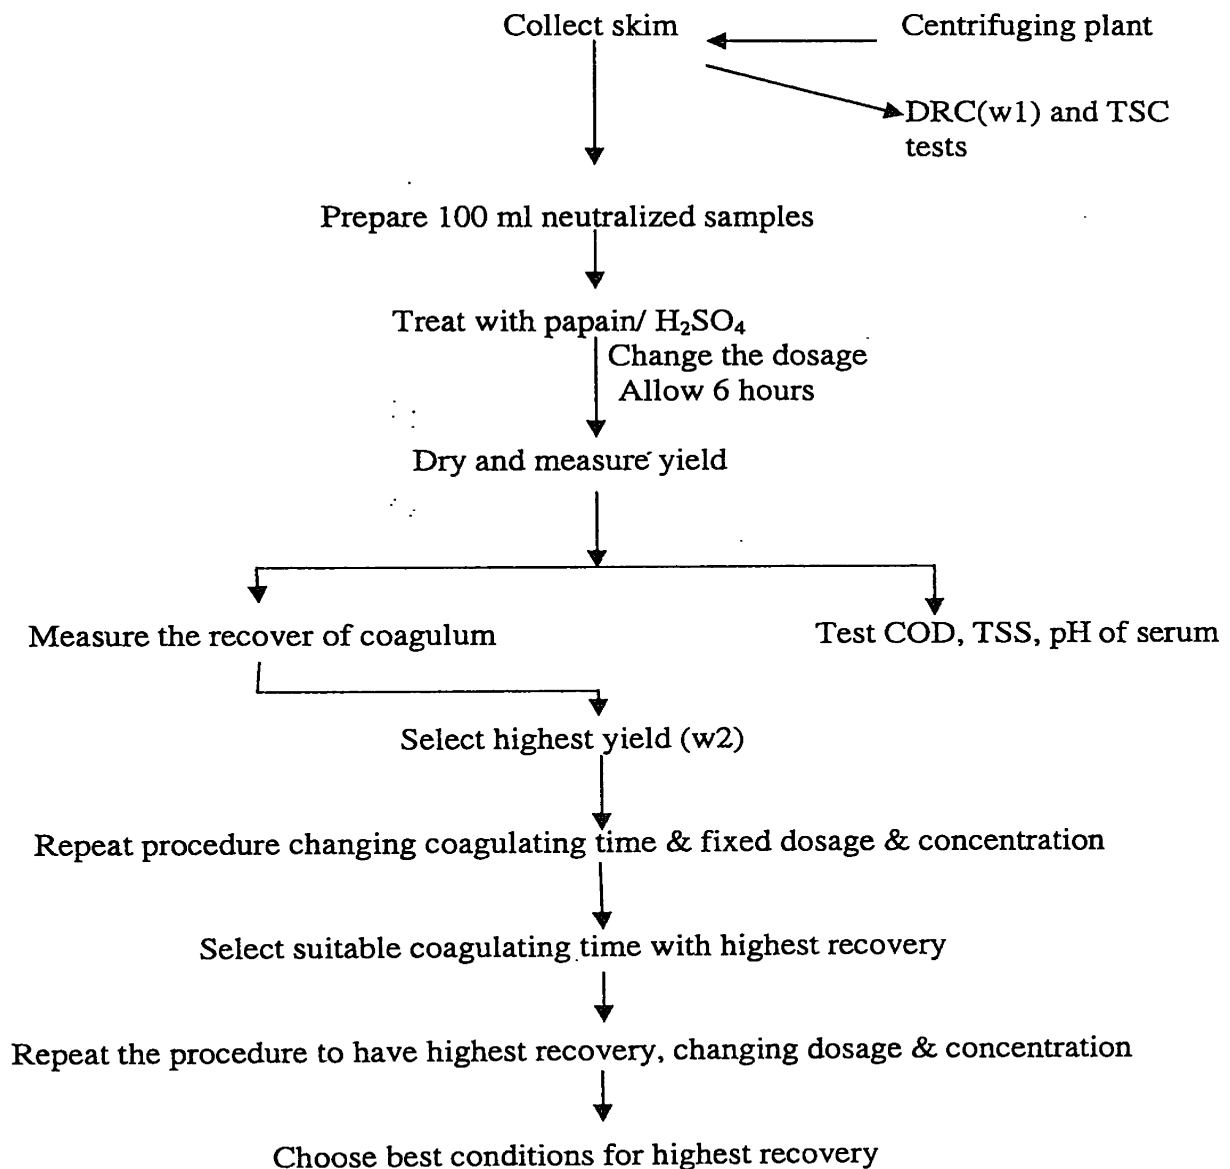 Collect skim
Centrifuging plant
DRC(w1) and TSC
tests
Prepare 100 ml neutralized samples
Treat with papain/ H₂SO₄
Change the dosage
Allow 6 hours
Dry and measure yield
Measure the recover of coagulum
Test COD, TSS, pH of serum
Select highest yield (w2)
Repeat procedure changing coagulating time & fixed dosage & concentration
Select suitable coagulating time with highest recovery
Repeat the procedure to have highest recovery, changing dosage & concentration
Choose best conditions for highest recovery